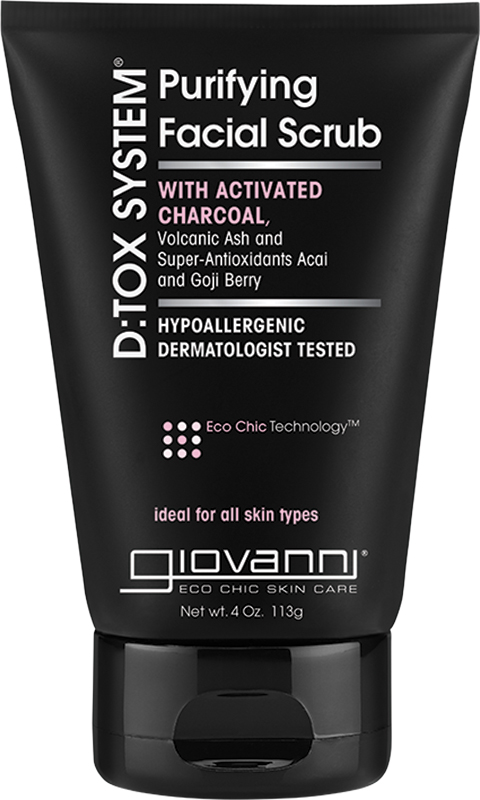 D:TOX SYSTEM®
Purifying
Facial Scrub
WITH ACTIVATED
CHARCOAL,
Volcanic Ash and
Super-Antioxidants Acai
and Goji Berry
HYPOALLERGENIC
DERMATOLOGIST TESTED
Eco Chic Technology™
ideal for all skin types
giovanni®
ECO CHIC SKIN CARE
Net wt. 4 Oz. 113g